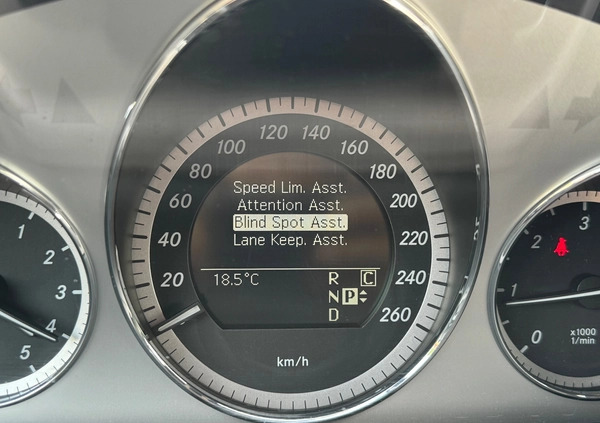 120 140
100 160
80 180
60 200
40 220
20 240
260
Speed Lim. Asst.
Attention Asst.
Blind Spot Asst.
Lane Keep. Asst.
18.5°C
R C
N P
D
km/h
1
2
3
4
5
3
2
1
0
x1000
1/min